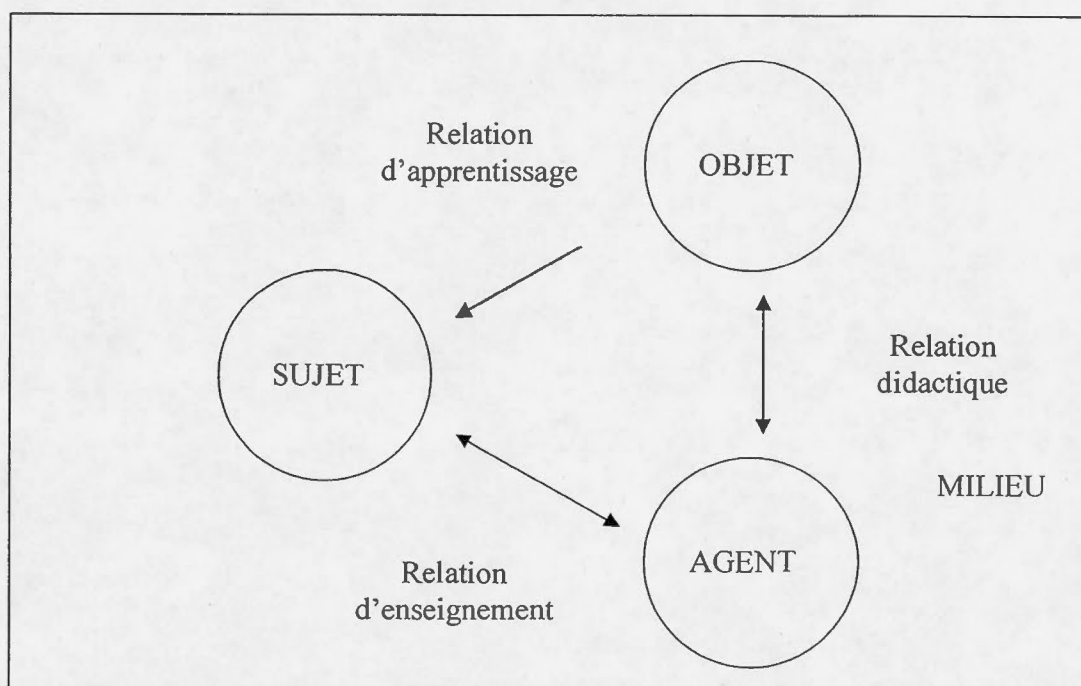 Relation
d'apprentissage
OBJET
SUJET
Relation
didactique
MILIEU
AGENT
Relation
d'enseignement